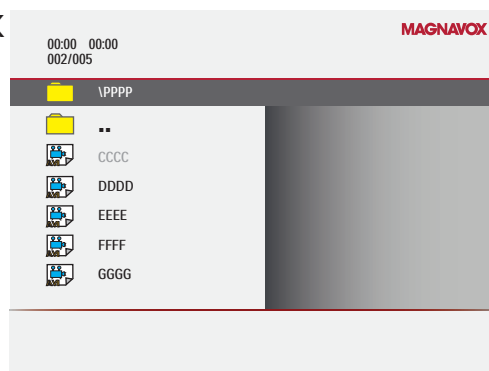 MAGNAVOX
00:00 00:00
002/005
\PPPP
..
CCCC
DDDD
EEEE
FFFF
GGGG